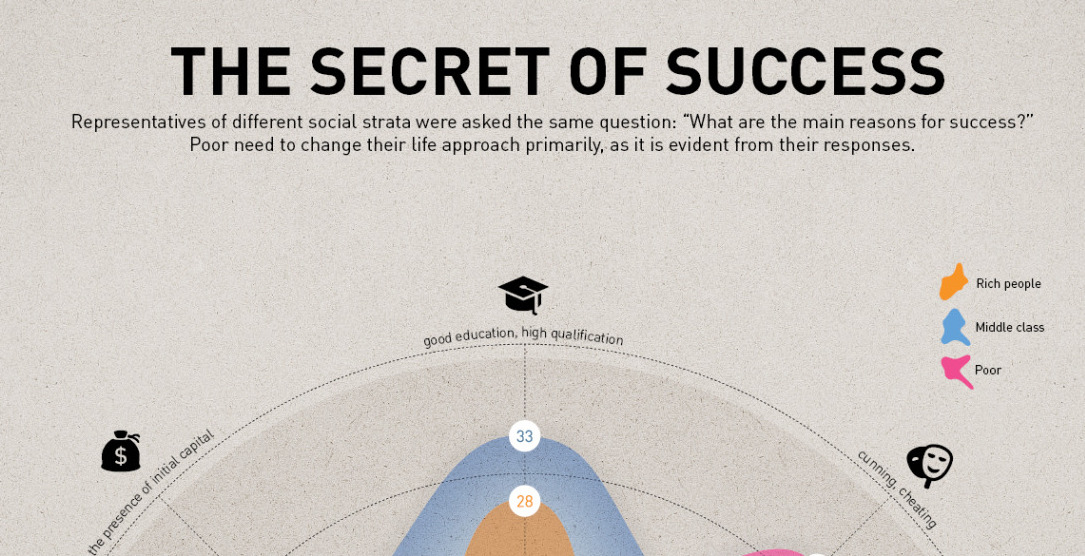 THE SECRET OF SUCCESS
Representatives of different social strata were asked the same question: “What are the main reasons for success?”
Poor need to change their life approach primarily, as it is evident from their responses.
Rich people
Middle class
Poor
good education, high qualification
33
28
$
the presence of initial capital
cunning, cheating